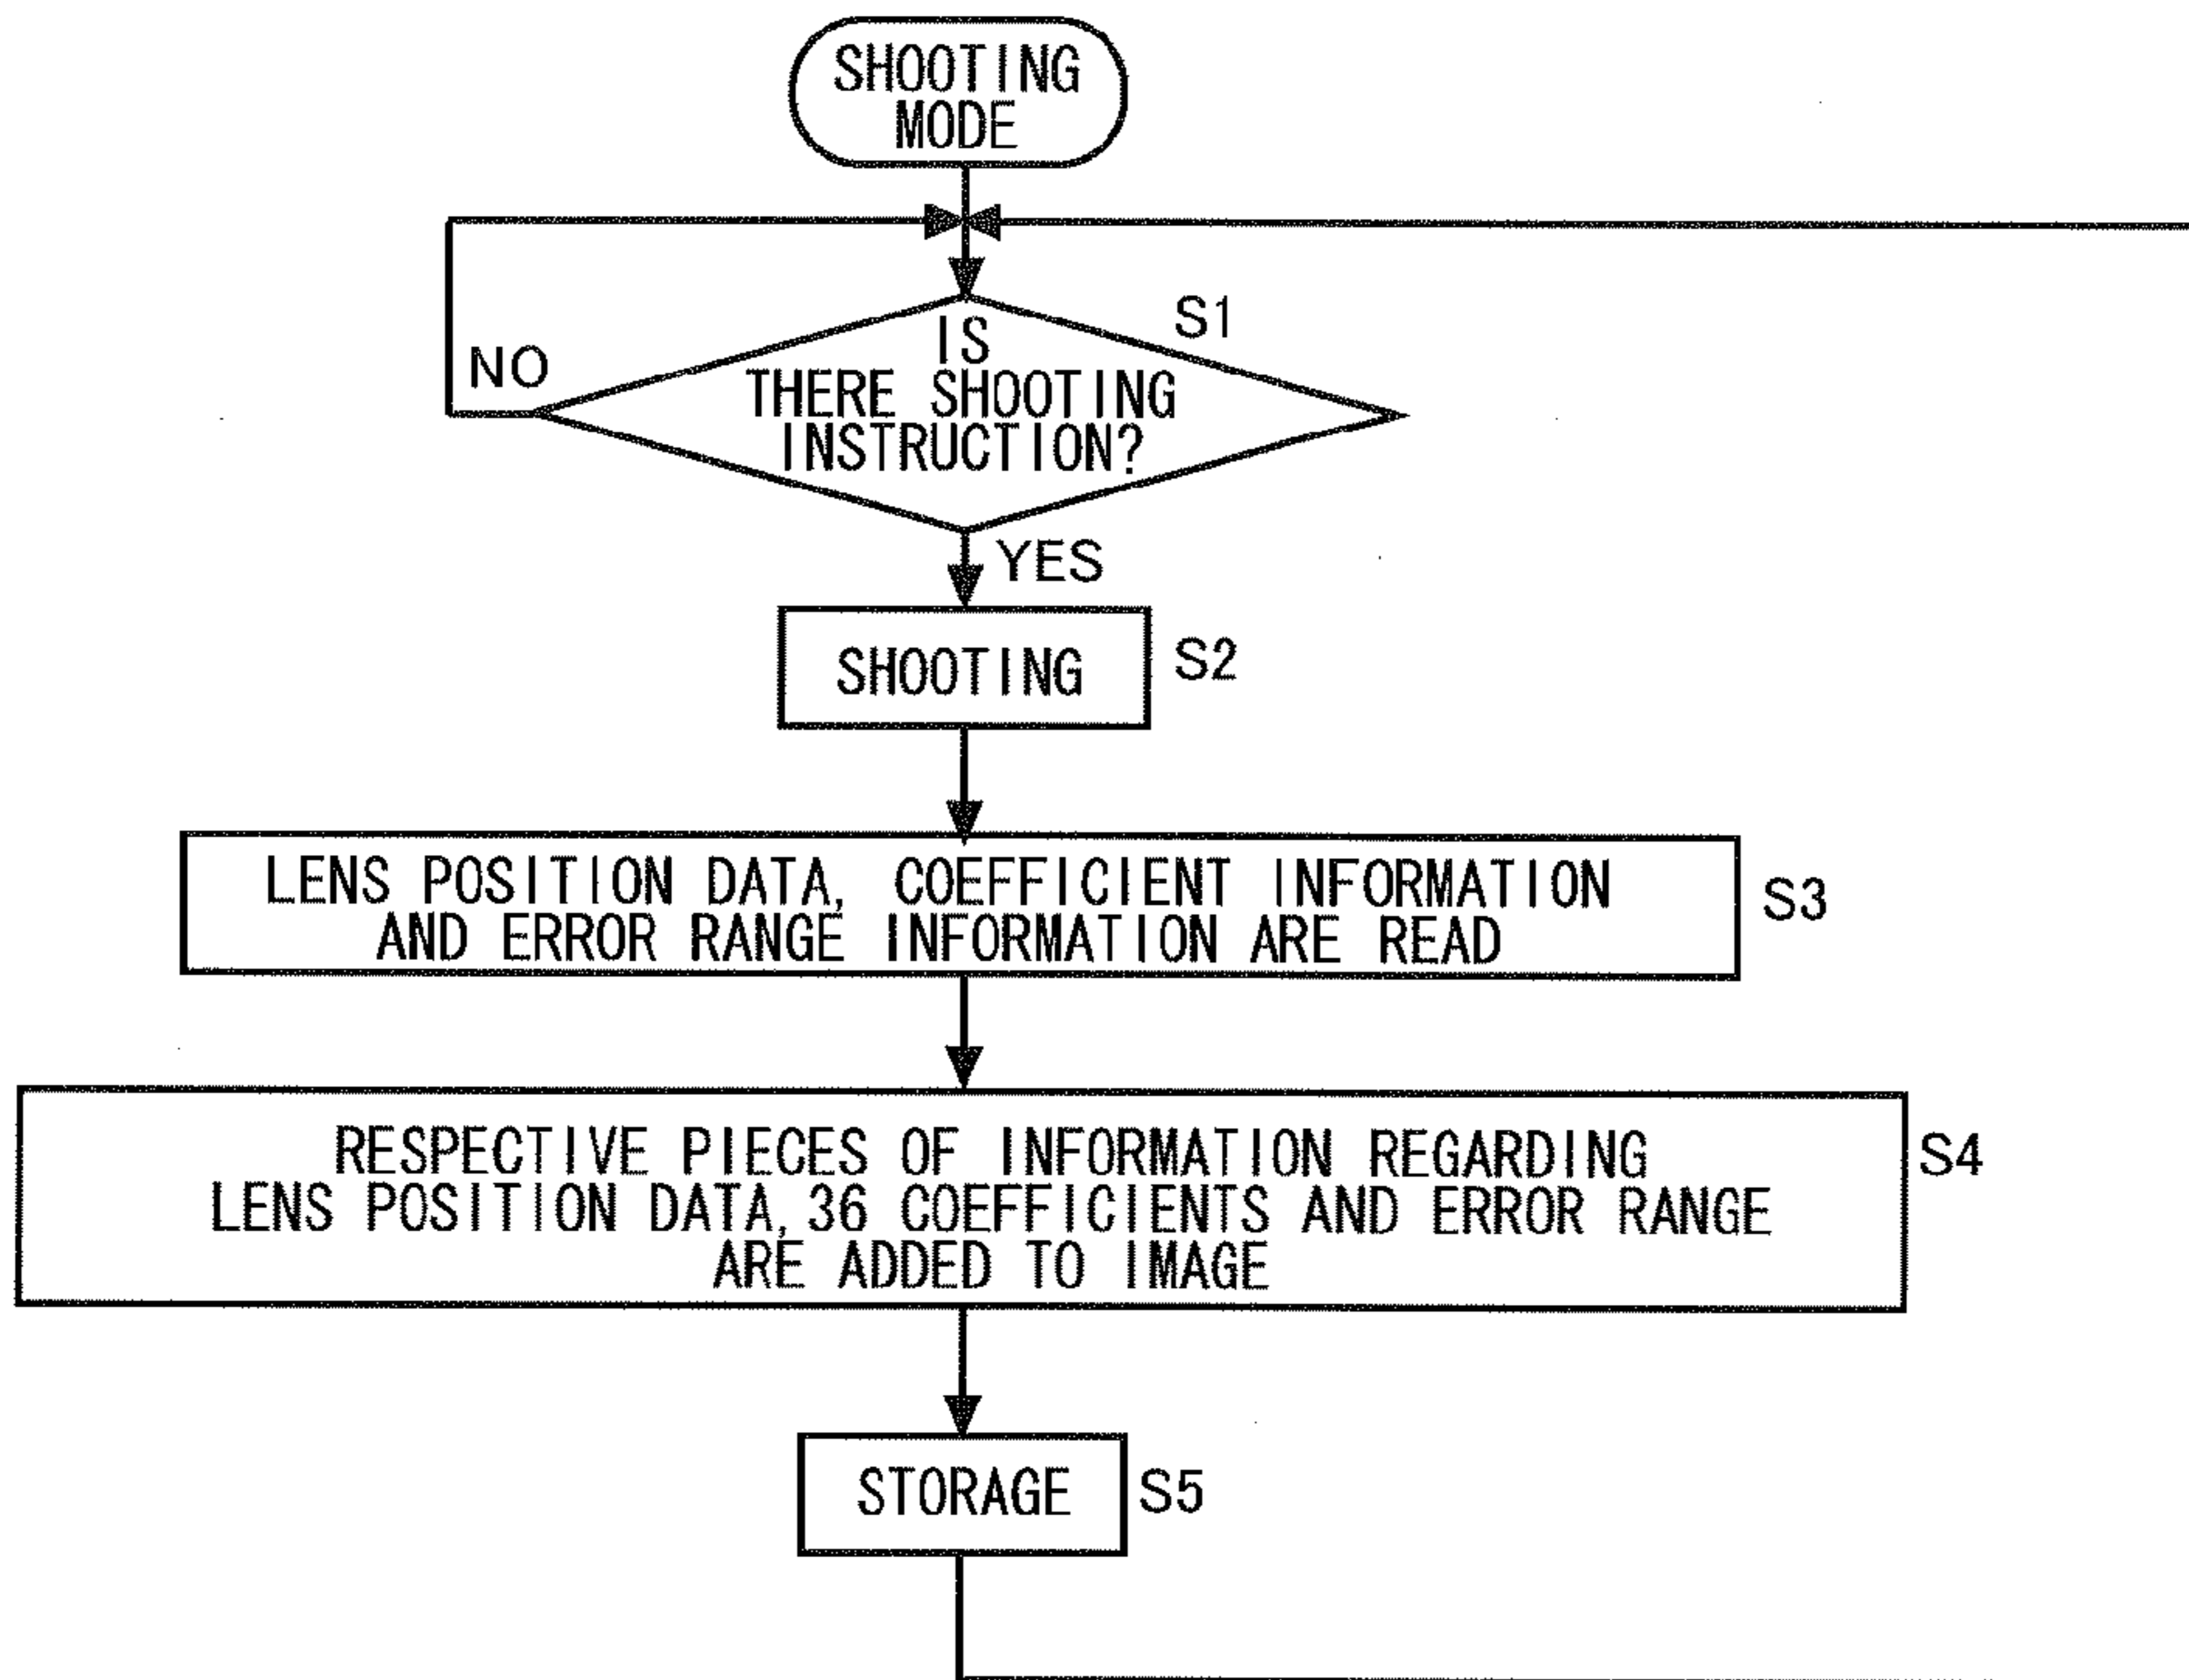 SHOOTING
MODE
S1
IS
THERE SHOOTING
INSTRUCTION?
NO
YES
SHOOTING
S2
LENS POSITION DATA, COEFFICIENT INFORMATION
AND ERROR RANGE INFORMATION ARE READ
S3
RESPECTIVE PIECES OF INFORMATION REGARDING
LENS POSITION DATA, 36 COEFFICIENTS AND ERROR RANGE
ARE ADDED TO IMAGE
S4
STORAGE
S5